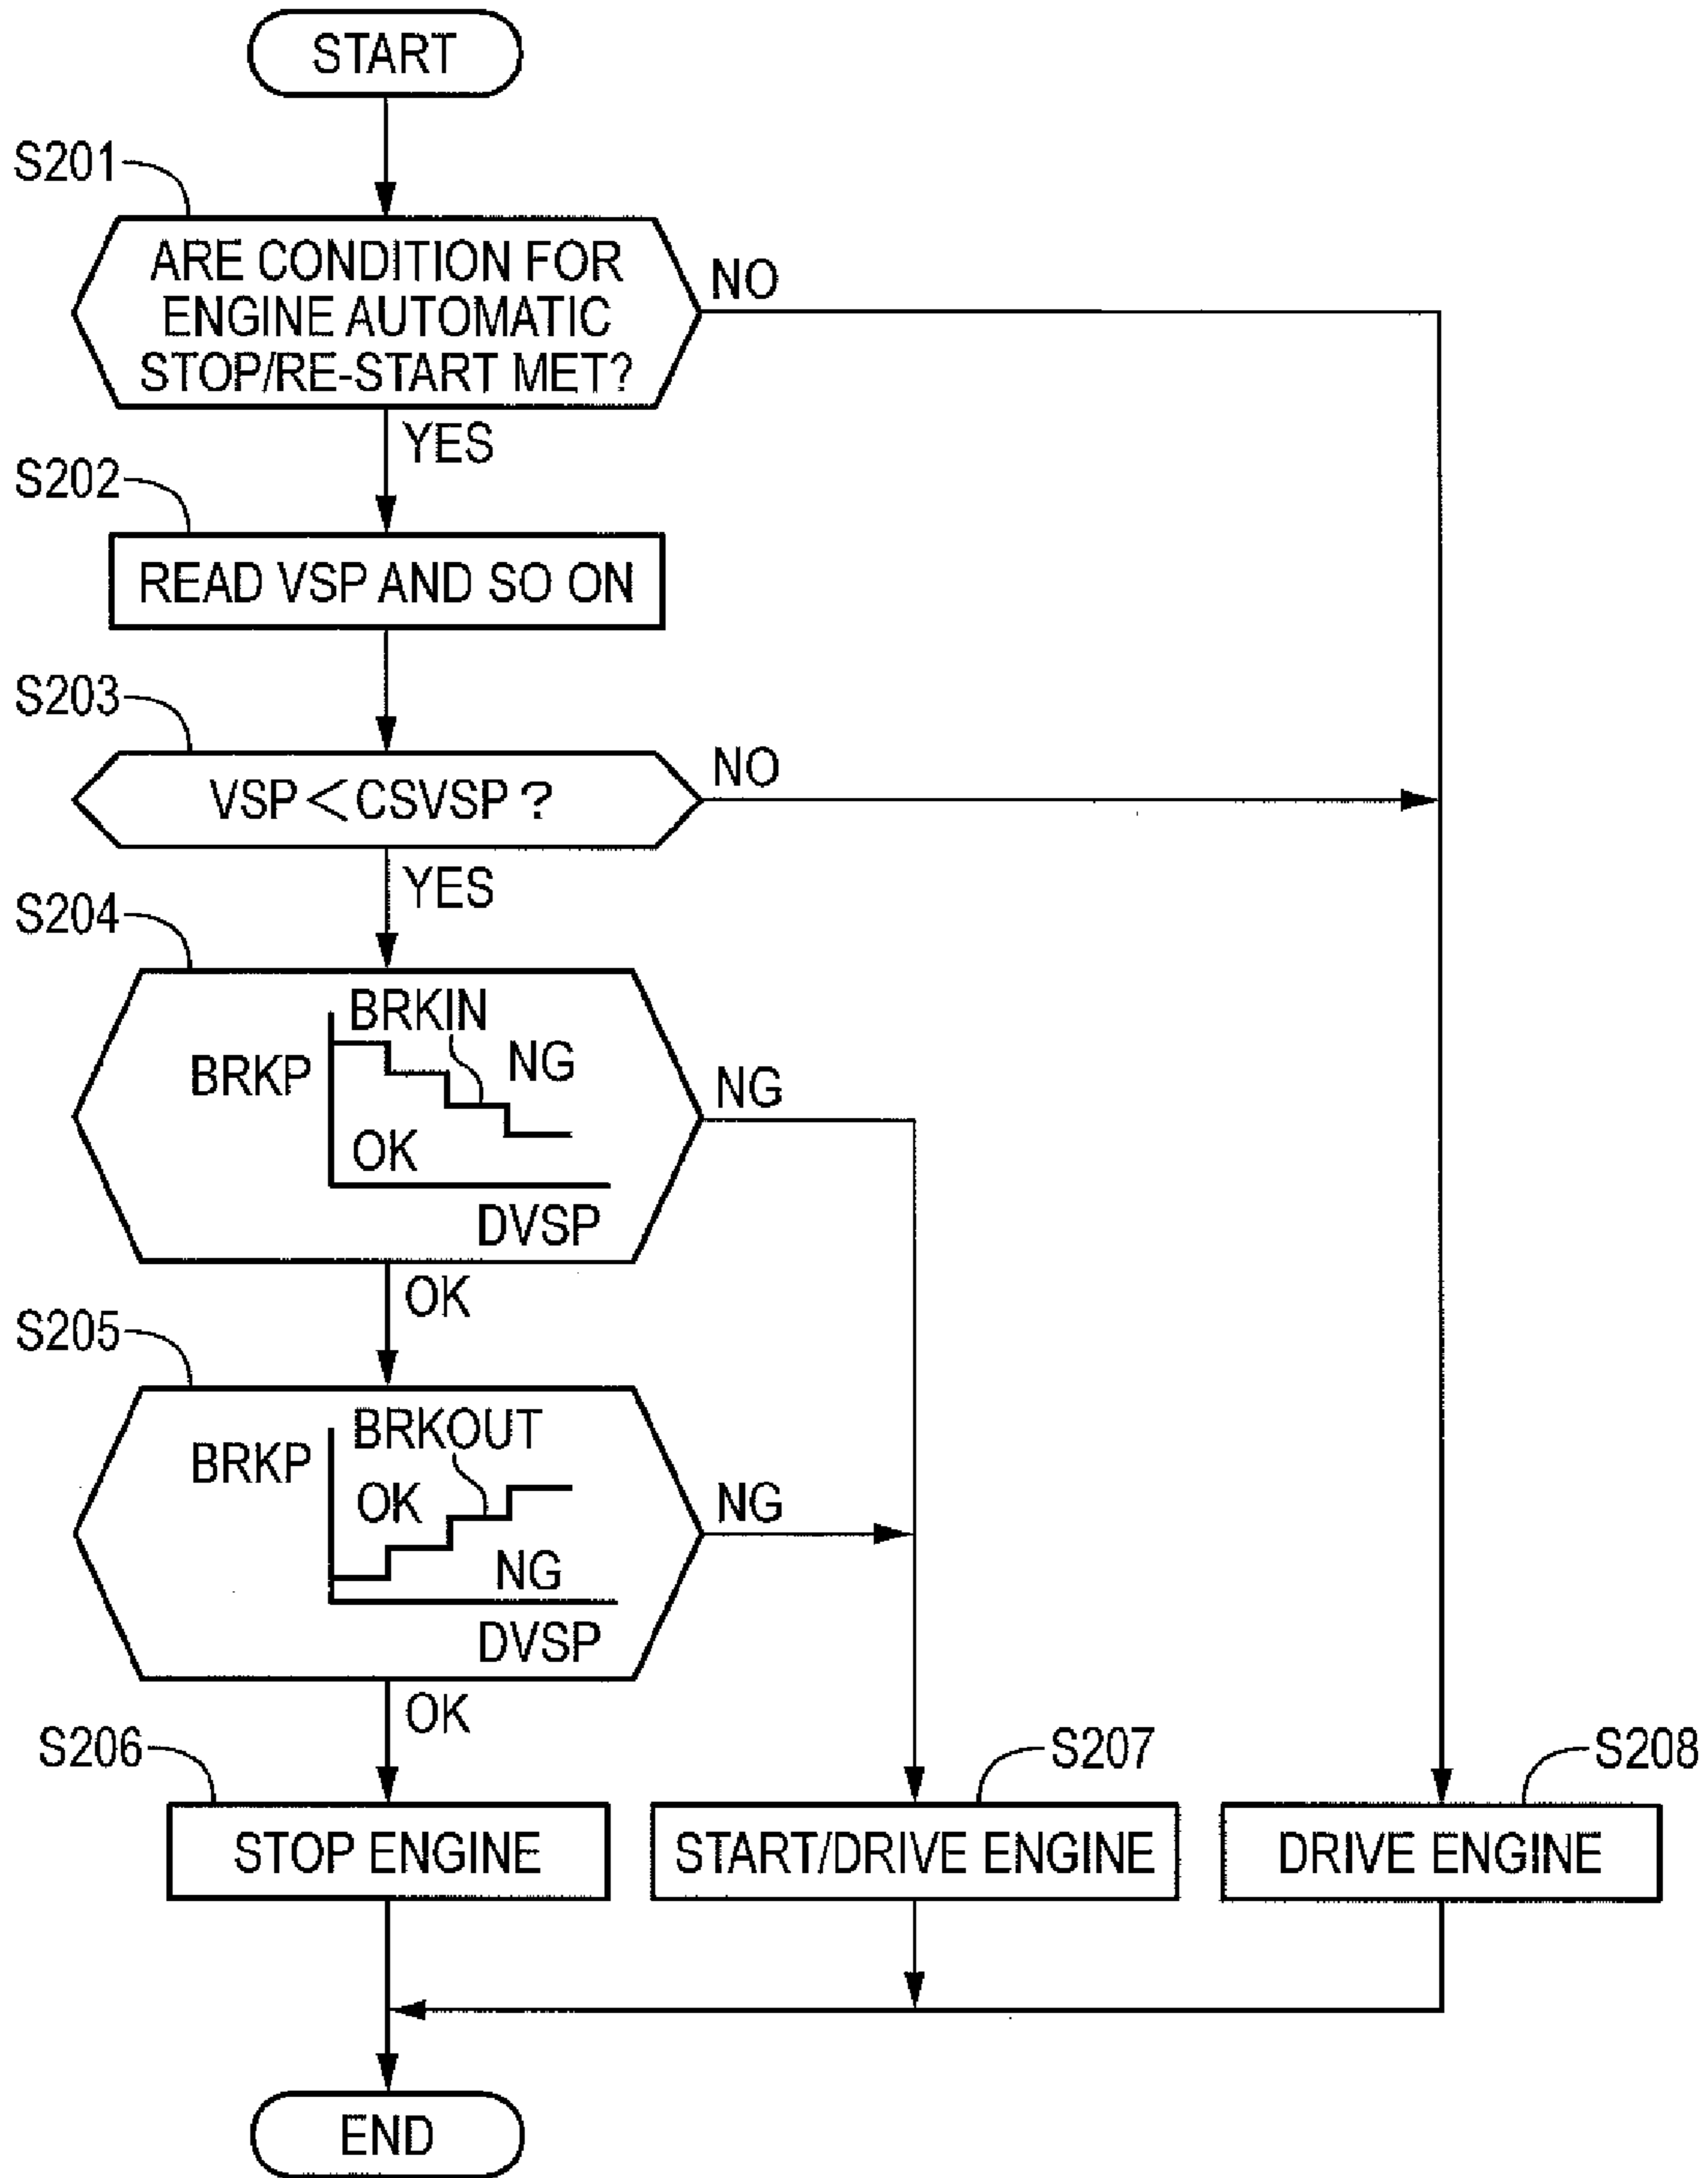 START
S201
ARE CONDITION FOR
ENGINE AUTOMATIC
STOP/RE-START MET?
NO
YES
S202
READ VSP AND SO ON
S203
VSP<CSVSP?
NO
YES
S204
BRKIN
BRKP
NG
OK
DVSP
NG
OK
S205
BRKOUT
BRKP
OK
NG
DVSP
NG
OK
S206
STOP ENGINE
S207
START/DRIVE ENGINE
S208
DRIVE ENGINE
END